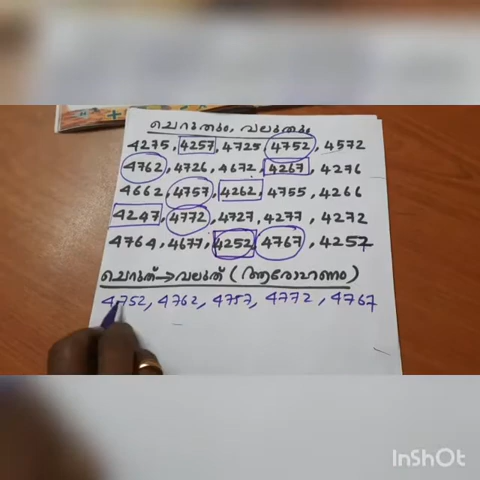 ചെറുതും, വലുതും
4275, 4257, 4725, 4752, 4572
4762, 4726, 4672, 4267, 4276
4662, 4757, 4262, 4755, 4266
4247, 4772, 4727, 4277, 4272
4764, 4677, 4252, 4767, 4257
ചെറുത്→വലുത് (ആരോഹണം)
4752, 4762, 4757, 4772, 4767
InShOt